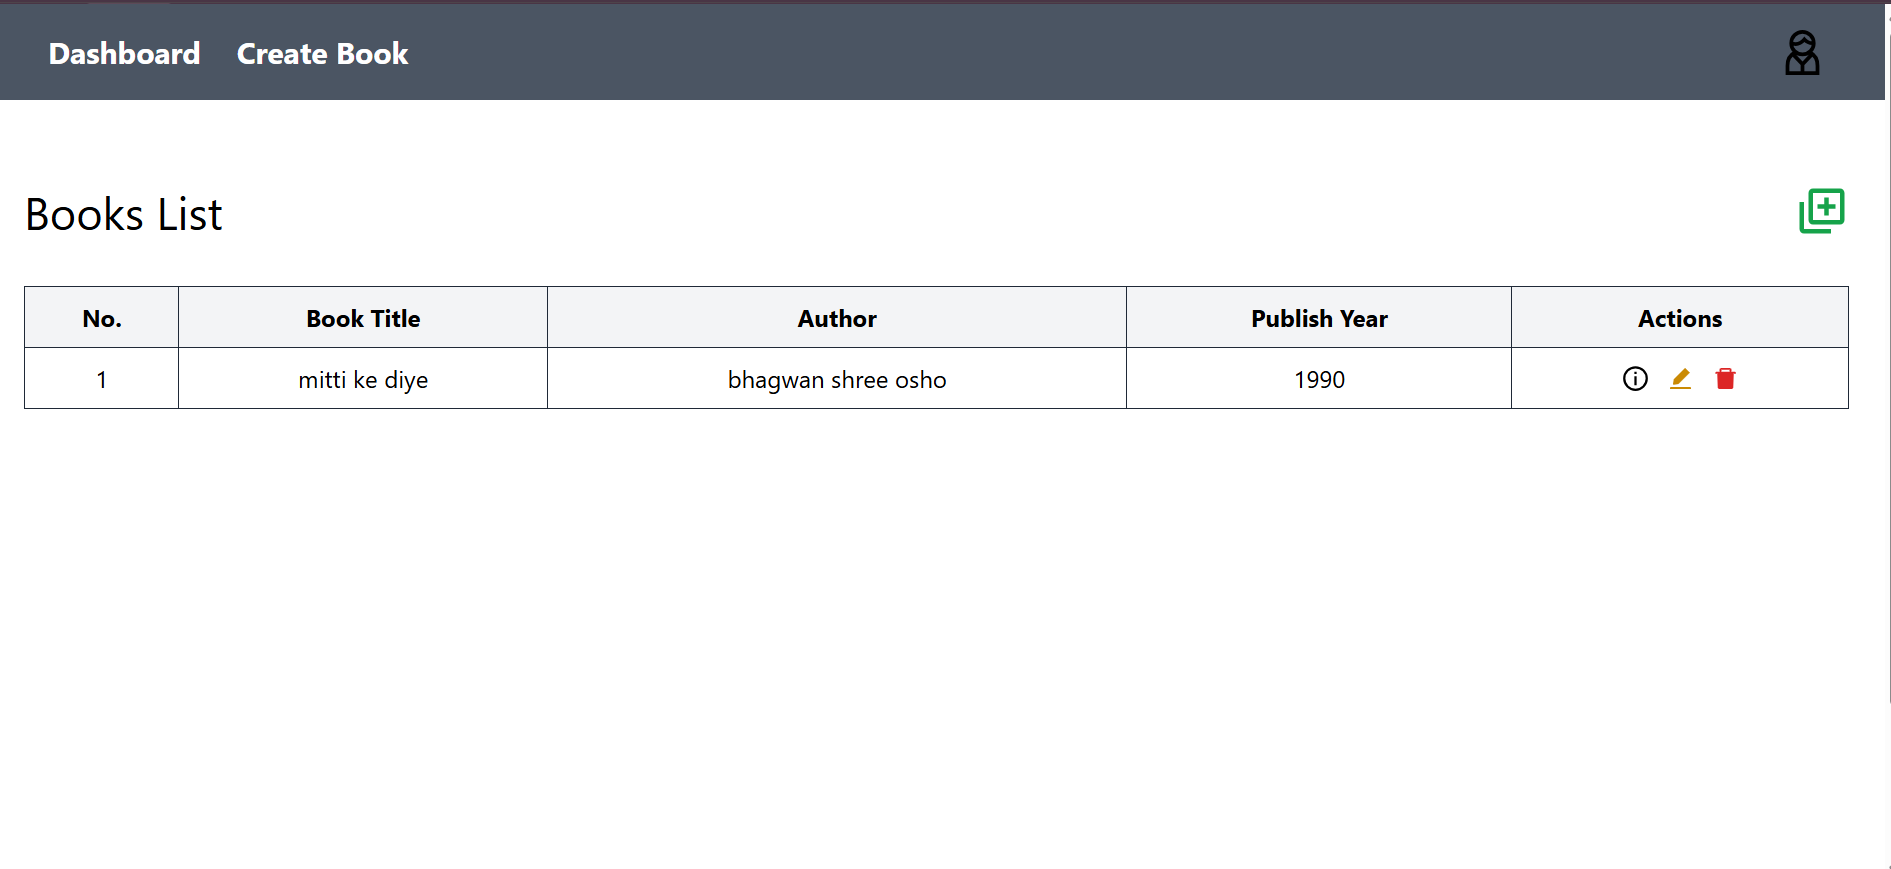 Dashboard Create Book
Books List
No. Book Title Author Publish Year Actions
1 mitti ke diye bhagwan shree osho 1990